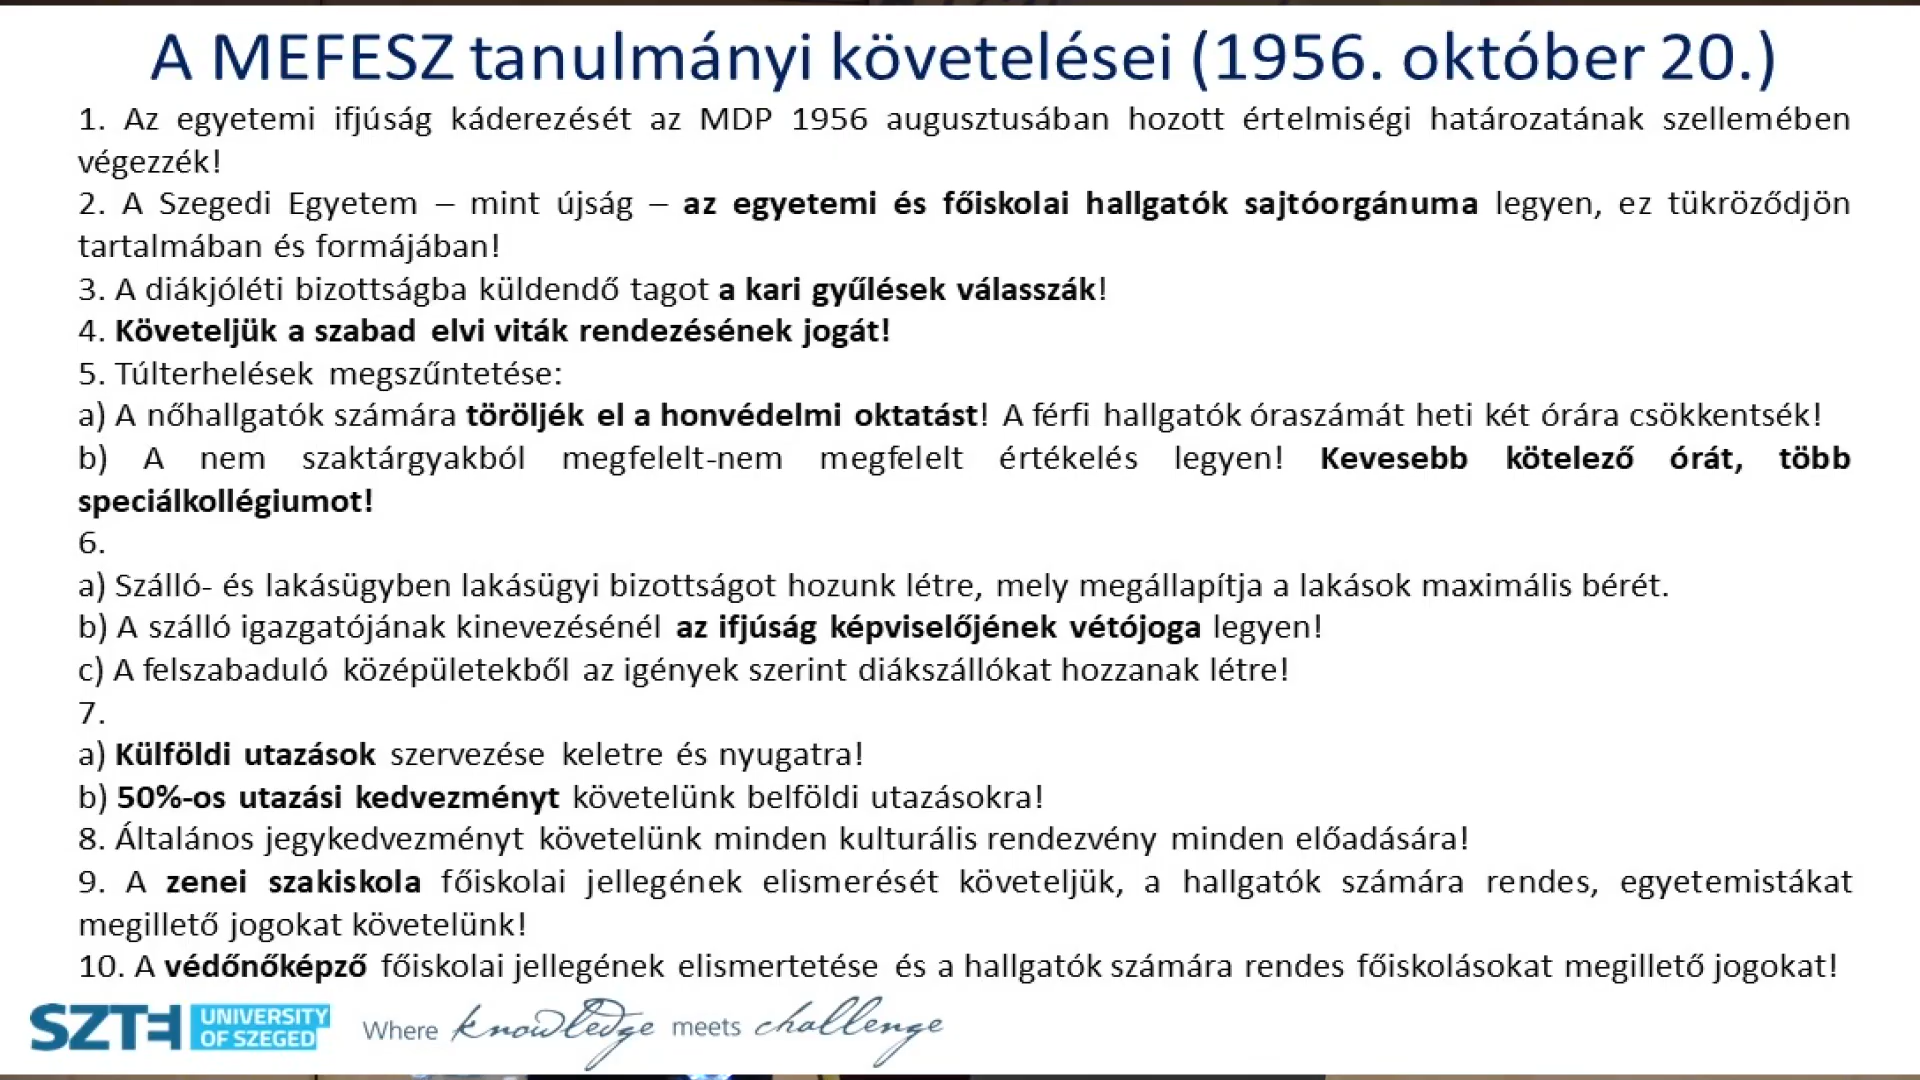 A MEFESZ tanulmányi követelései (1956. október 20.)
1. Az egyetemi ifjúság káderezését az MDP 1956 augusztusában hozott értelmiségi határozatának szellemében
végezzék!
2. A Szegedi Egyetem – mint újság – az egyetemi és főiskolai hallgatók sajtóorgánuma legyen, ez tükröződjön
tartalmában és formájában!
3. A diákjóléti bizottságba küldendő tagot a kari gyűlések válasszák!
4. Követeljük a szabad elvi viták rendezésének jogát!
5. Túlterhelések megszűntetése:
a) A nőhallgatók számára töröljék el a honvédelmi oktatást! A férfi hallgatók óraszámát heti két órára csökkentsék!
b) A nem szaktárgyakból megfelelt-nem megfelelt értékelés legyen! Kevesebb kötelező órát, több
speciálkollégiumot!
6.
a) Szálló- és lakásügyben lakásügyi bizottságot hozunk létre, mely megállapítja a lakások maximális bérét.
b) A szálló igazgatójának kinevezésénél az ifjúság képviselőjének vétójoga legyen!
c) A felszabaduló középületekből az igények szerint diákszállókat hozzanak létre!
7.
a) Külföldi utazások szervezése keletre és nyugatra!
b) 50%-os utazási kedvezményt követelünk belföldi utazásokra!
8. Általános jegykedvezményt követelünk minden kulturális rendezvény minden előadására!
9. A zenei szakiskola főiskolai jellegének elismerését követeljük, a hallgatók számára rendes, egyetemistákat
megillető jogokat követelünk!
10. A védőnőképző főiskolai jellegének elismertetése és a hallgatók számára rendes főiskolásokat megillető jogokat!
SZTE UNIVERSITY
OF SZEGED
Where knowledge meets challenge